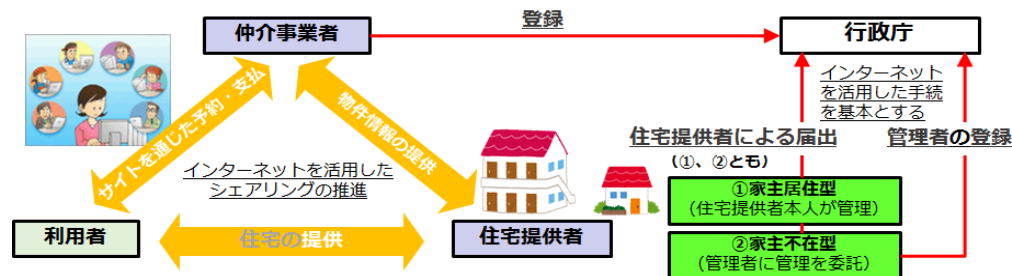 仲介事業者
登録
行政庁
サイトを通じた予約・支払
物件情報の提供
インターネットを活用した
シェアリングの推進
インターネット
を活用した手続
を基本とする
住宅提供者による届出
(①、②とも)
管理者の登録
①家主居住型
(住宅提供者本人が管理)
②家主不在型
(管理者に管理を委託)
利用者
住宅の提供
住宅提供者